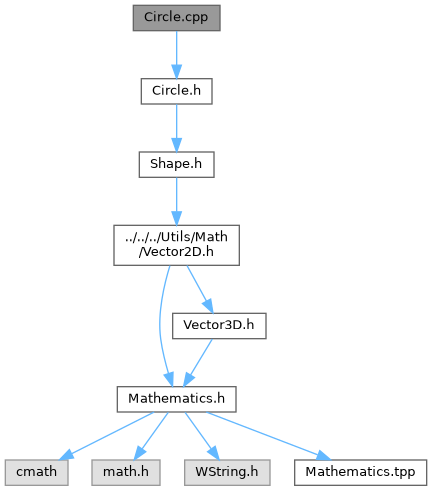 Circle.cpp
Circle.h
Shape.h
../../../Utils/Math
/Vector2D.h
Vector3D.h
Mathematics.h
cmath
math.h
WString.h
Mathematics.tpp